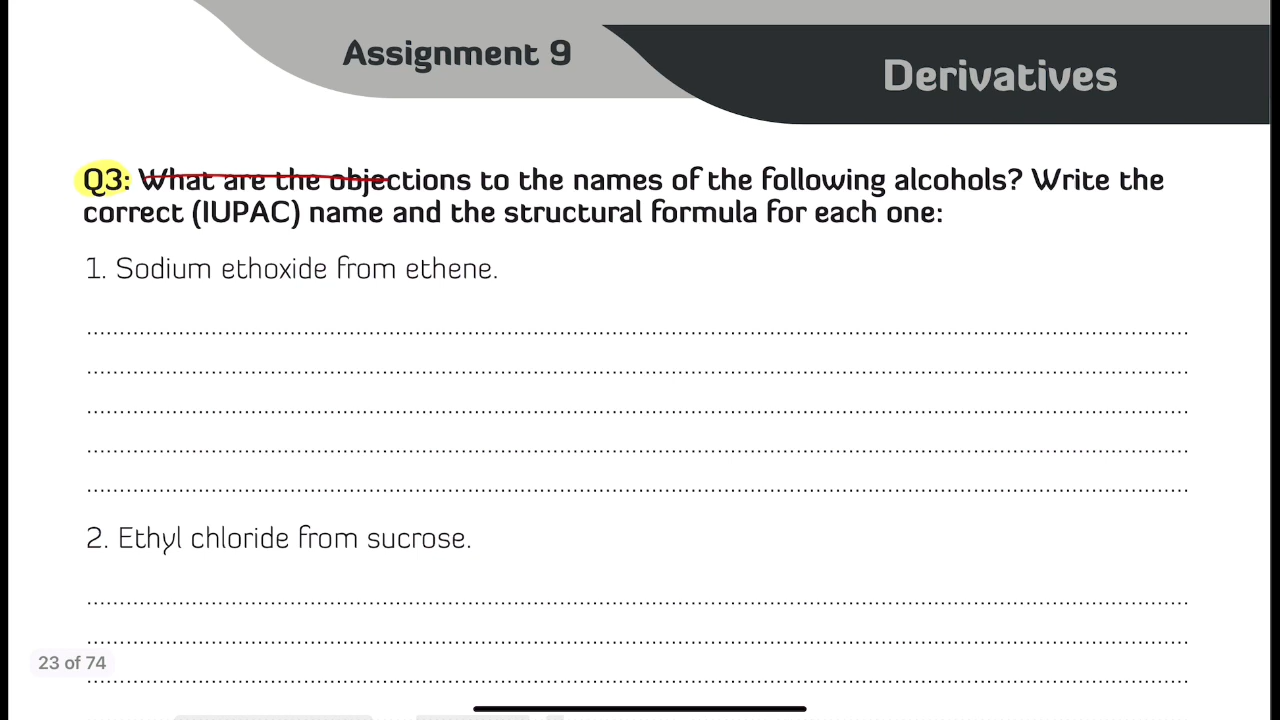 Assignment 9
Derivatives
Q3: What are the objections to the names of the following alcohols? Write the
correct (IUPAC) name and the structural formula for each one:
1. Sodium ethoxide from ethene.
2. Ethyl chloride from sucrose.
23 of 74